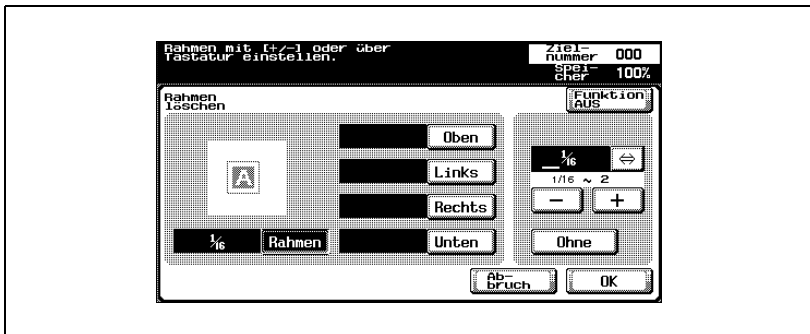 Rahmen mit [+/-] oder über
Tastatur einstellen.
Ziel-
nummer 000
Spei-
cher 100%
Rahmen
löschen
Funktion
AUS
A
Oben
Links
Rechts
Unten
1/16 Rahmen
1/16 ⇔
1/16 ~ 2
− +
Ohne
Ab-
bruch
OK